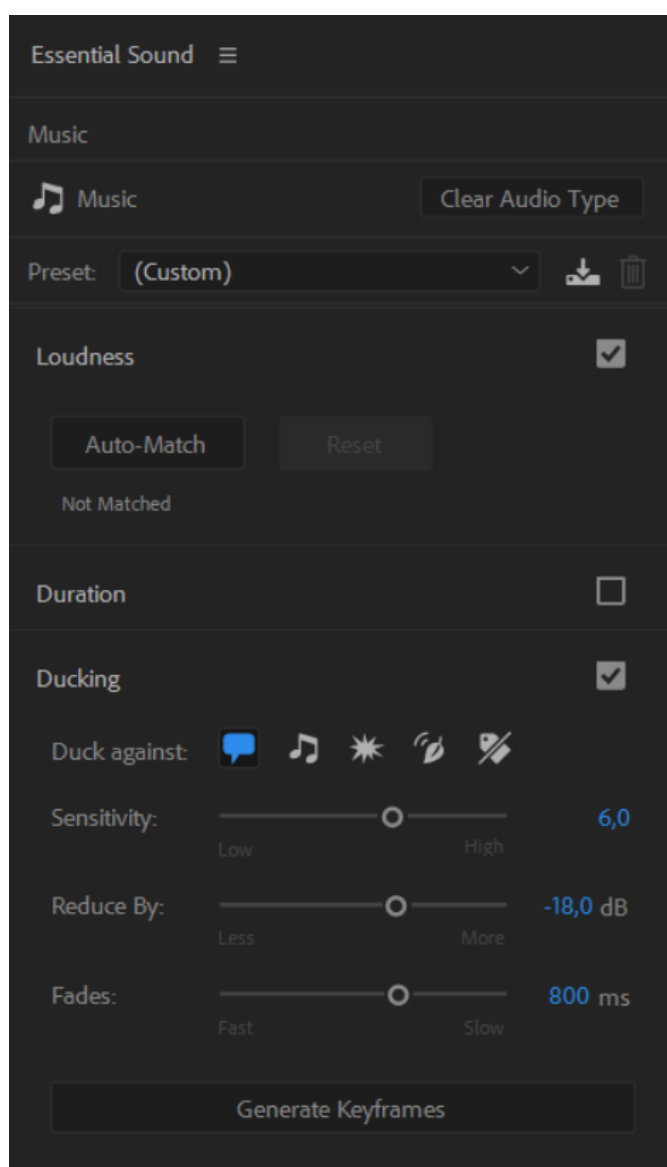 Essential Sound
Music
Music Clear Audio Type
Preset: (Custom)
Loudness
Auto-Match Reset
Not Matched
Duration
Ducking
Duck against:
Sensitivity: 6,0
Low High
Reduce By: -18,0 dB
Less More
Fades: 800 ms
Fast Slow
Generate Keyframes